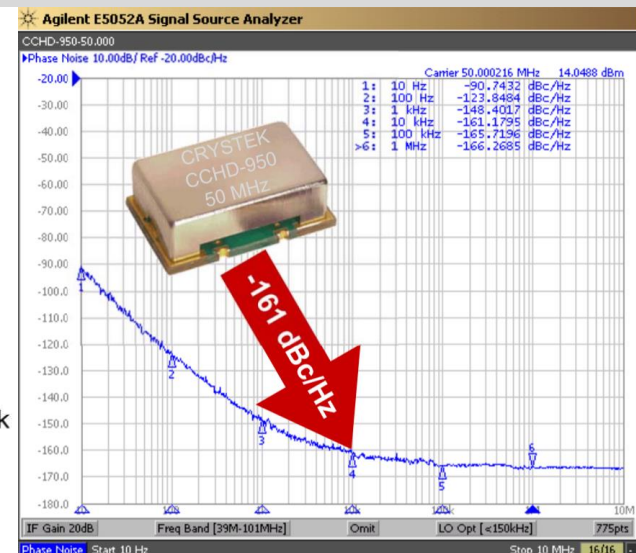 Agilent E5052A Signal Source Analyzer
CCHD-950-50.000
Phase Noise 10.00dB/ Ref -20.00dBc/Hz
Carrier 50.000216 MHz 14.0488 dBm
1: 10 Hz -90.7432 dBc/Hz
2: 100 Hz -123.8484 dBc/Hz
3: 1 kHz -148.4017 dBc/Hz
4: 10 kHz -161.1795 dBc/Hz
5: 100 kHz -165.7196 dBc/Hz
>6: 1 MHz -166.2685 dBc/Hz
-20.00
-30.00
-40.00
-50.00
-60.00
-70.00
-80.00
-90.00
-100.0
-110.0
-120.0
-130.0
-140.0
-150.0
-160.0
-170.0
-180.0
CRYSTEK
CCHD-950
50 MHz
-161 dBc/Hz
1
2
3
4
5
6
k
10M
IF Gain 20dB
Freq Band [39M-101MHz]
Omit
LO Opt [<150kHz]
775pts
Phase Noise Start 10 Hz
Stop 10 MHz 16/16